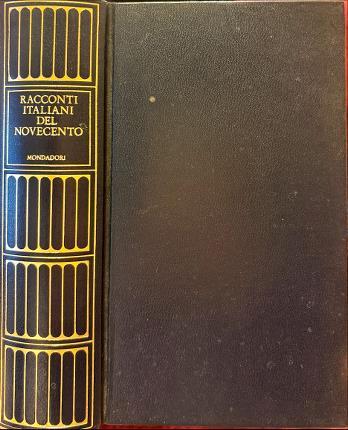 RACCONTI
ITALIANI
DEL
NOVECENTO
MONDADORI